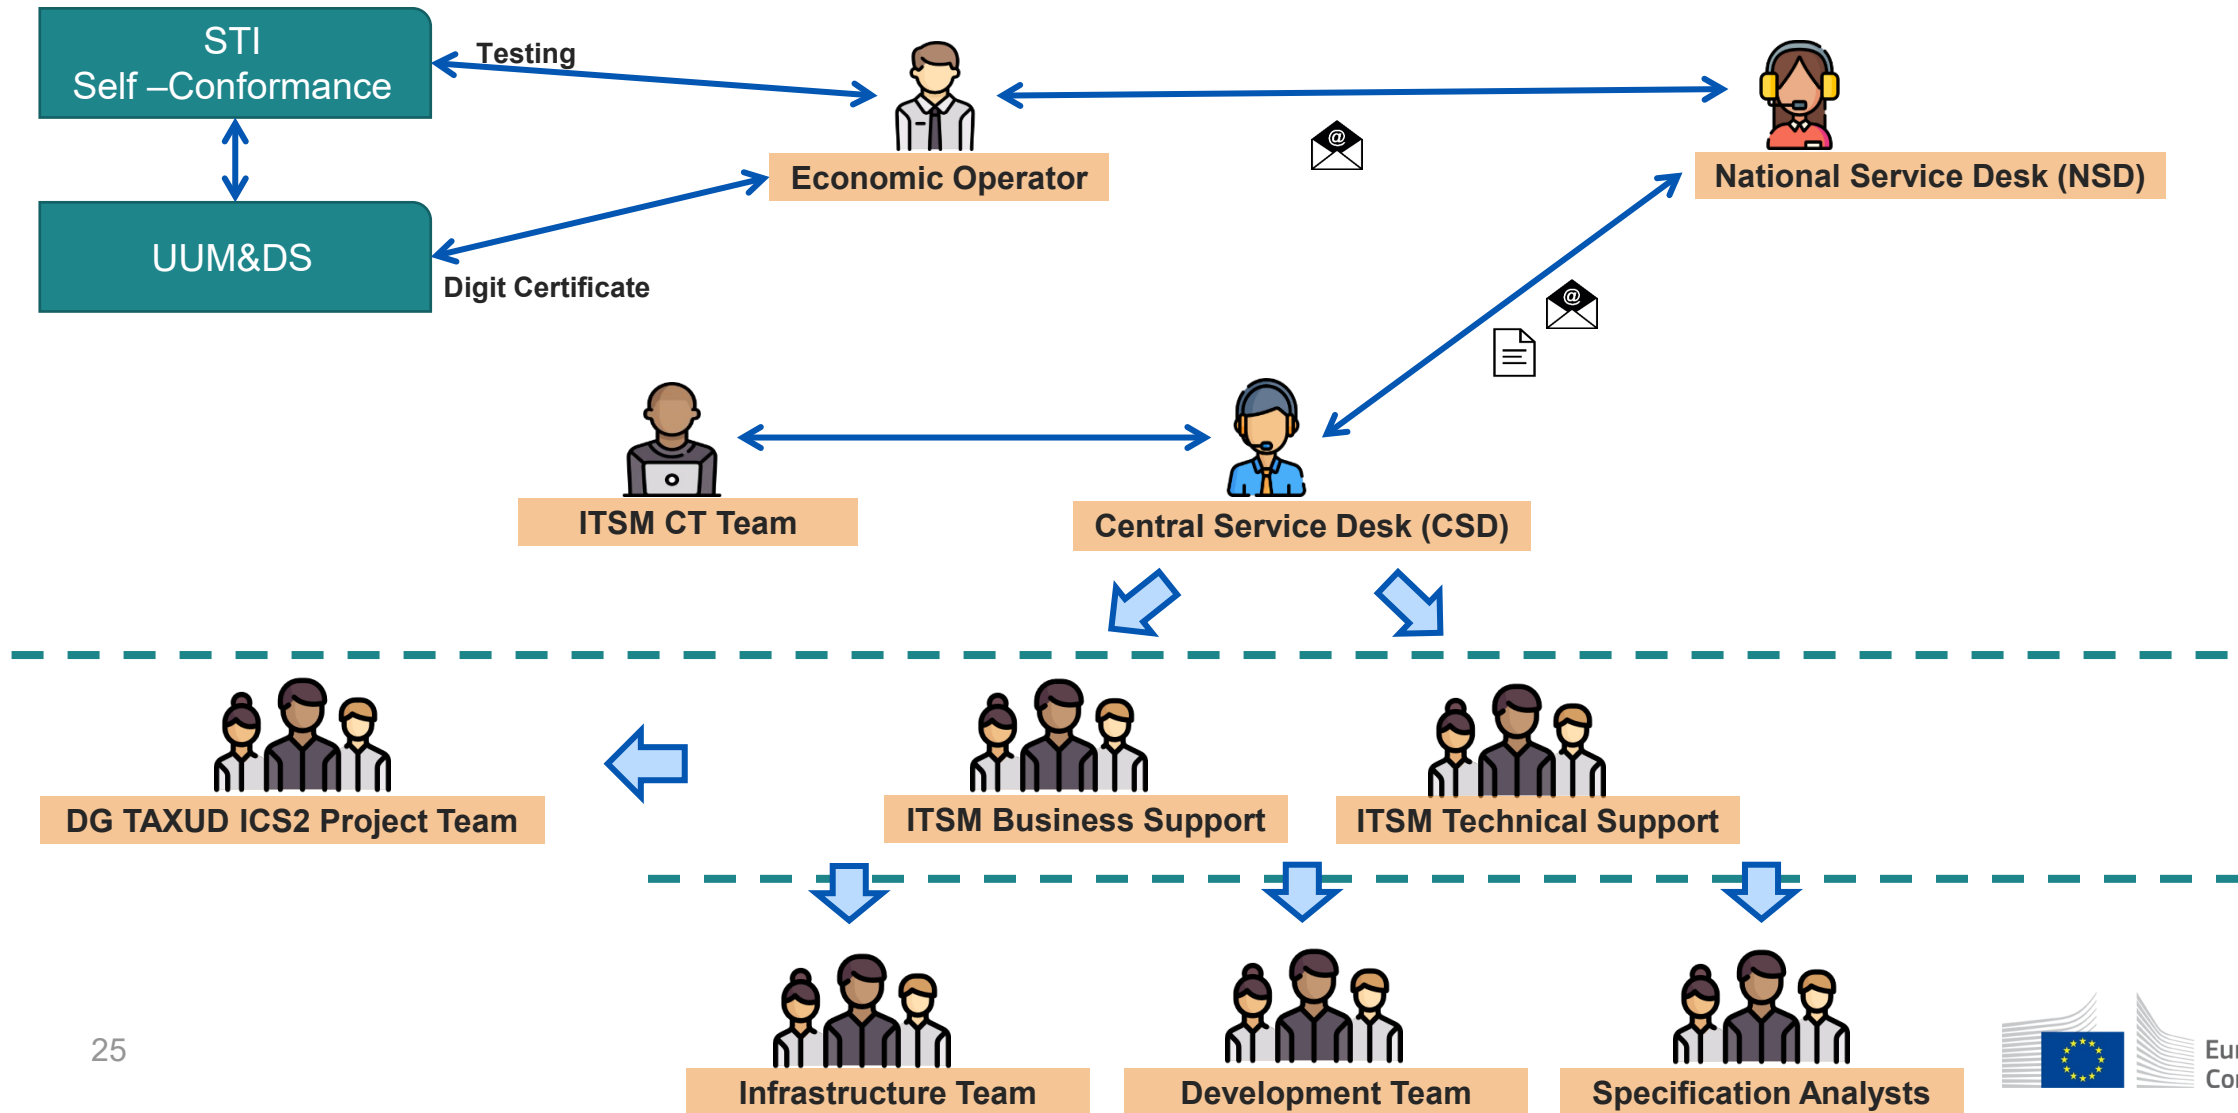 STI
Self –Conformance
Testing
Economic Operator
@
National Service Desk (NSD)
UUM&DS
Digit Certificate
@
ITSM CT Team
Central Service Desk (CSD)
DG TAXUD ICS2 Project Team
ITSM Business Support
ITSM Technical Support
Infrastructure Team
Development Team
Specification Analysts
25